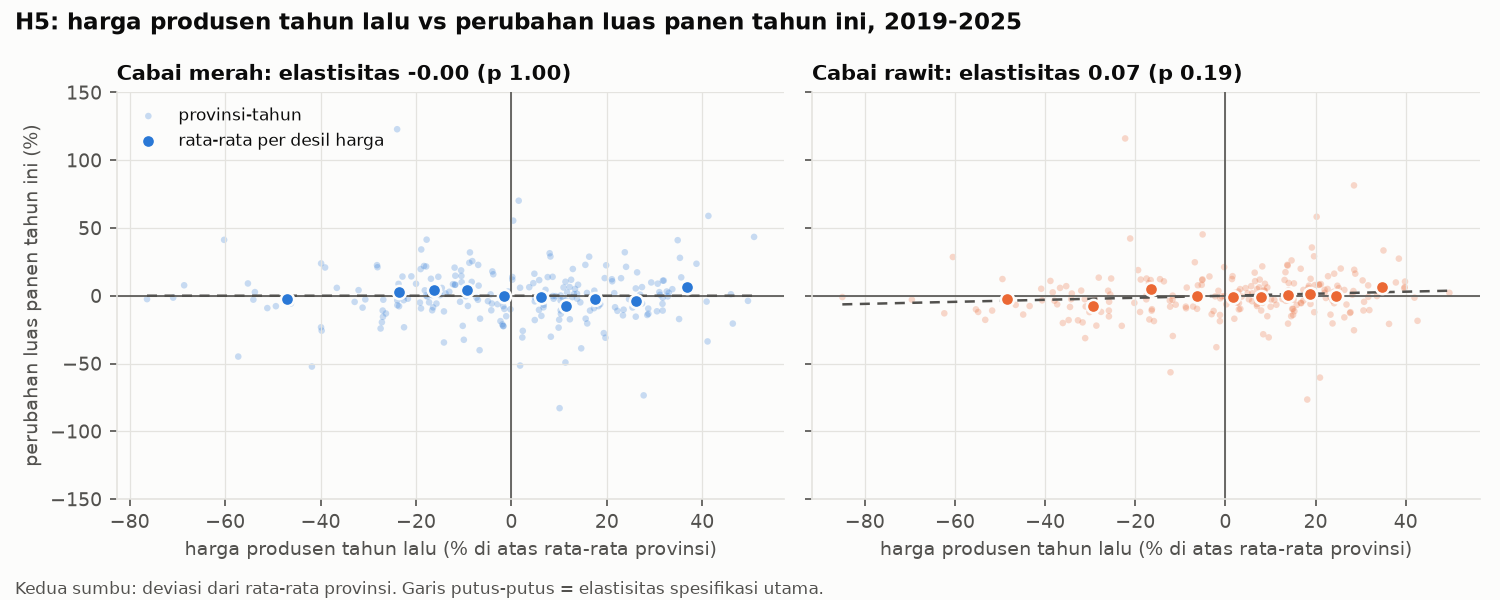 H5: harga produsen tahun lalu vs perubahan luas panen tahun ini, 2019-2025
Cabai merah: elastisitas -0.00 (p 1.00)
Cabai rawit: elastisitas 0.07 (p 0.19)
provinsi-tahun
rata-rata per desil harga
perubahan luas panen tahun ini (%)
150
100
50
0
−50
−100
−150
−80 −60 −40 −20 0 20 40
−80 −60 −40 −20 0 20 40
harga produsen tahun lalu (% di atas rata-rata provinsi)
harga produsen tahun lalu (% di atas rata-rata provinsi)
Kedua sumbu: deviasi dari rata-rata provinsi. Garis putus-putus = elastisitas spesifikasi utama.